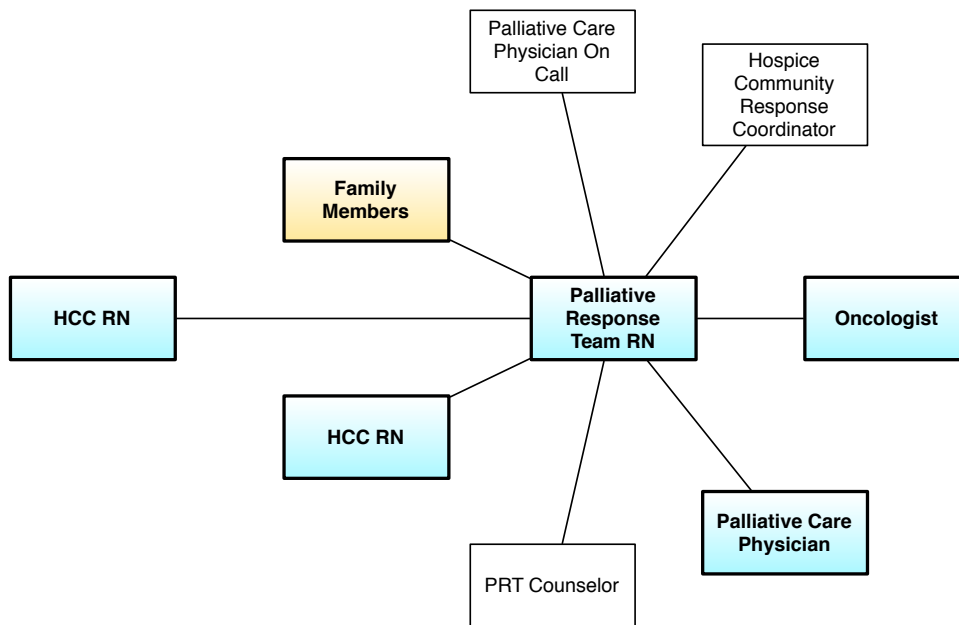 Palliative Care
Physician On
Call
Hospice
Community
Response
Coordinator
Family
Members
HCC RN
Palliative
Response
Team RN
Oncologist
HCC RN
Palliative Care
Physician
PRT Counselor